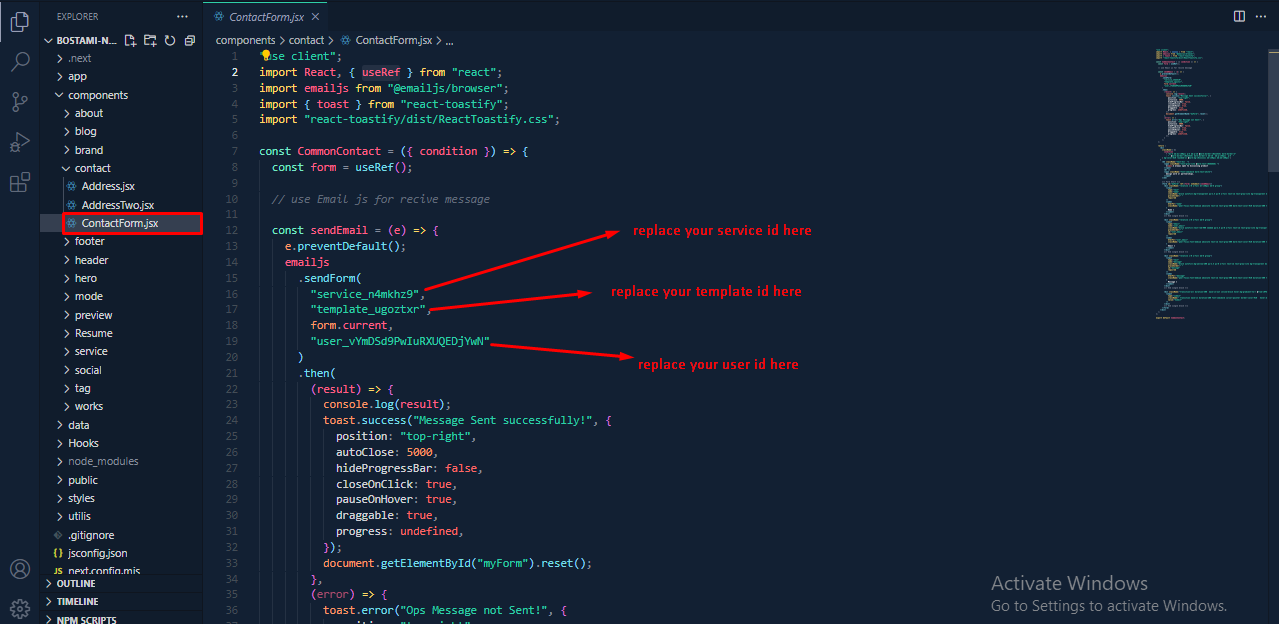 EXPLORER
BOSTAMI-N...
.next
app
components
about
blog
brand
contact
Address.jsx
AddressTwo.jsx
ContactForm.jsx
footer
header
hero
mode
preview
Resume
service
social
tag
works
data
Hooks
node_modules
public
styles
utilis
.gitignore
jsconfig.json
next.config.mjs
OUTLINE
TIMELINE
NPM SCRIPTS
ContactForm.jsx
components > contact > ContactForm.jsx > ...
1 "use client";
2 import React, { useRef } from "react";
3 import emailjs from "@emailjs/browser";
4 import { toast } from "react-toastify";
5 import "react-toastify/dist/ReactToastify.css";
6
7 const CommonContact = ({ condition }) => {
8 const form = useRef();
9
10 // use Email js for recive message
11
12 const sendEmail = (e) => {
13 e.preventDefault();
14 emailjs
15 .sendForm(
16 "service_n4mkhz9",
17 "template_ugoztxr",
18 form.current,
19 "user_vYmDSd9PwIuRXUQEDjYwN"
20 )
21 .then(
22 (result) => {
23 console.log(result);
24 toast.success("Message Sent successfully!", {
25 position: "top-right",
26 autoClose: 5000,
27 hideProgressBar: false,
28 closeOnClick: true,
29 pauseOnHover: true,
30 draggable: true,
31 progress: undefined,
32 });
33 document.getElementById("myForm").reset();
34 },
35 (error) => {
36 toast.error("Ops Message not Sent!", {
replace your service id here
replace your template id here
replace your user id here
Activate Windows
Go to Settings to activate Windows.